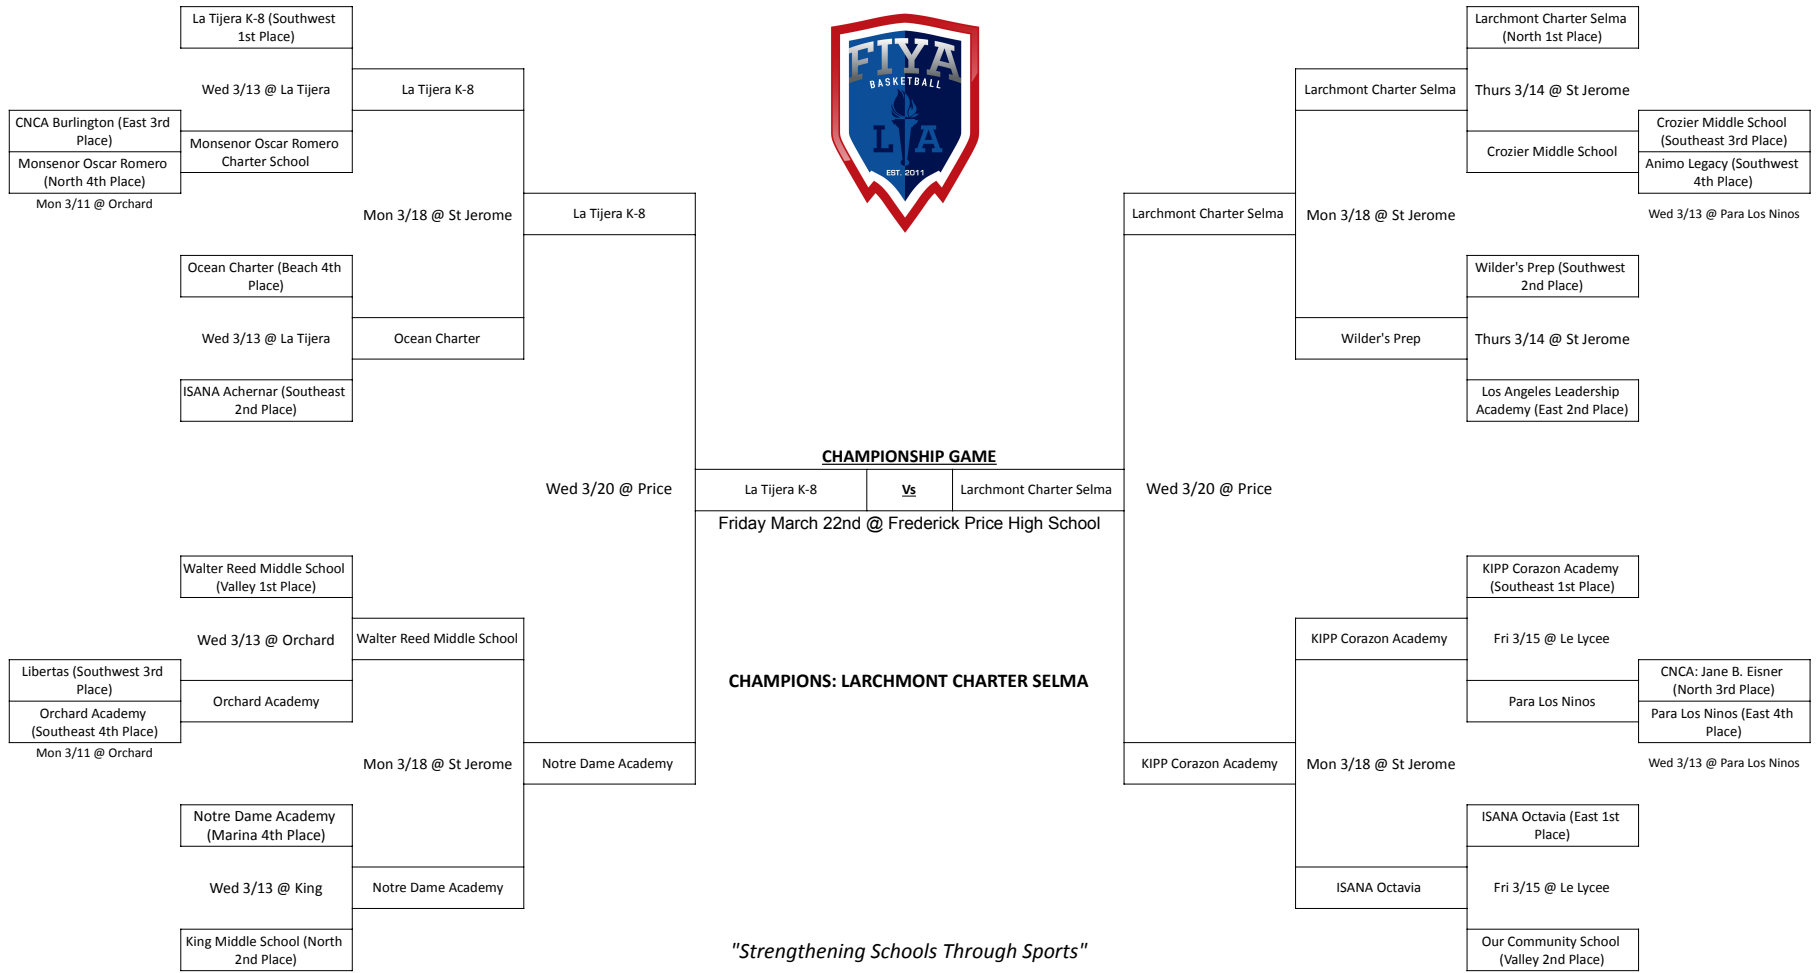 La Tijera K-8 (Southwest
1st Place)
Wed 3/13 @ La Tijera
CNCA Burlington (East 3rd
Place)
Monsenor Oscar Romero
(North 4th Place)
Mon 3/11 @ Orchard
Monsenor Oscar Romero
Charter School
La Tijera K-8
Mon 3/18 @ St Jerome
La Tijera K-8
Ocean Charter (Beach 4th
Place)
Wed 3/13 @ La Tijera
Ocean Charter
ISANA Achernar (Southeast
2nd Place)
Wed 3/20 @ Price
Walter Reed Middle School
(Valley 1st Place)
Wed 3/13 @ Orchard
Walter Reed Middle School
Libertas (Southwest 3rd
Place)
Orchard Academy
(Southeast 4th Place)
Mon 3/11 @ Orchard
Orchard Academy
Mon 3/18 @ St Jerome
Notre Dame Academy
Notre Dame Academy
(Marina 4th Place)
Wed 3/13 @ King
Notre Dame Academy
King Middle School (North
2nd Place)
FIYA
BASKETBALL
LA
EST. 2011
CHAMPIONSHIP GAME
La Tijera K-8
Vs
Larchmont Charter Selma
Friday March 22nd @ Frederick Price High School
CHAMPIONS: LARCHMONT CHARTER SELMA
"Strengthening Schools Through Sports"
Larchmont Charter Selma
(North 1st Place)
Larchmont Charter Selma
Thurs 3/14 @ St Jerome
Crozier Middle School
(Southeast 3rd Place)
Crozier Middle School
Animo Legacy (Southwest
4th Place)
Wed 3/13 @ Para Los Ninos
Larchmont Charter Selma
Mon 3/18 @ St Jerome
Wilder's Prep (Southwest
2nd Place)
Wilder's Prep
Thurs 3/14 @ St Jerome
Los Angeles Leadership
Academy (East 2nd Place)
Wed 3/20 @ Price
KIPP Corazon Academy
(Southeast 1st Place)
KIPP Corazon Academy
Fri 3/15 @ Le Lycee
CNCA: Jane B. Eisner
(North 3rd Place)
Para Los Ninos
Para Los Ninos (East 4th
Place)
Wed 3/13 @ Para Los Ninos
KIPP Corazon Academy
Mon 3/18 @ St Jerome
ISANA Octavia (East 1st
Place)
ISANA Octavia
Fri 3/15 @ Le Lycee
Our Community School
(Valley 2nd Place)